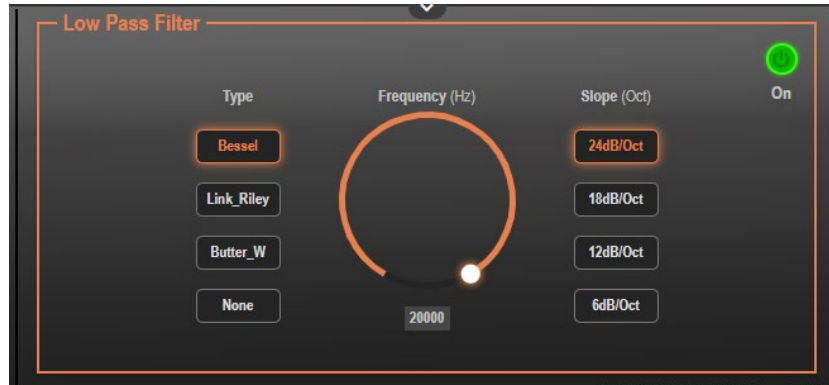 Low Pass Filter
Type
Frequency (Hz)
Slope (Oct)
On
Bessel
24dB/Oct
Link_Riley
18dB/Oct
Butter_W
12dB/Oct
None
20000
6dB/Oct